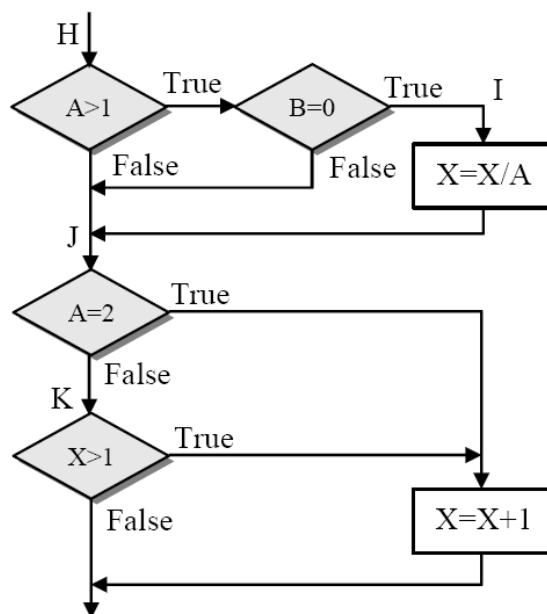 H
True
True
I
A>1
B=0
False
False
X=X/A
J
True
A=2
False
K
True
X>1
False
X=X+1